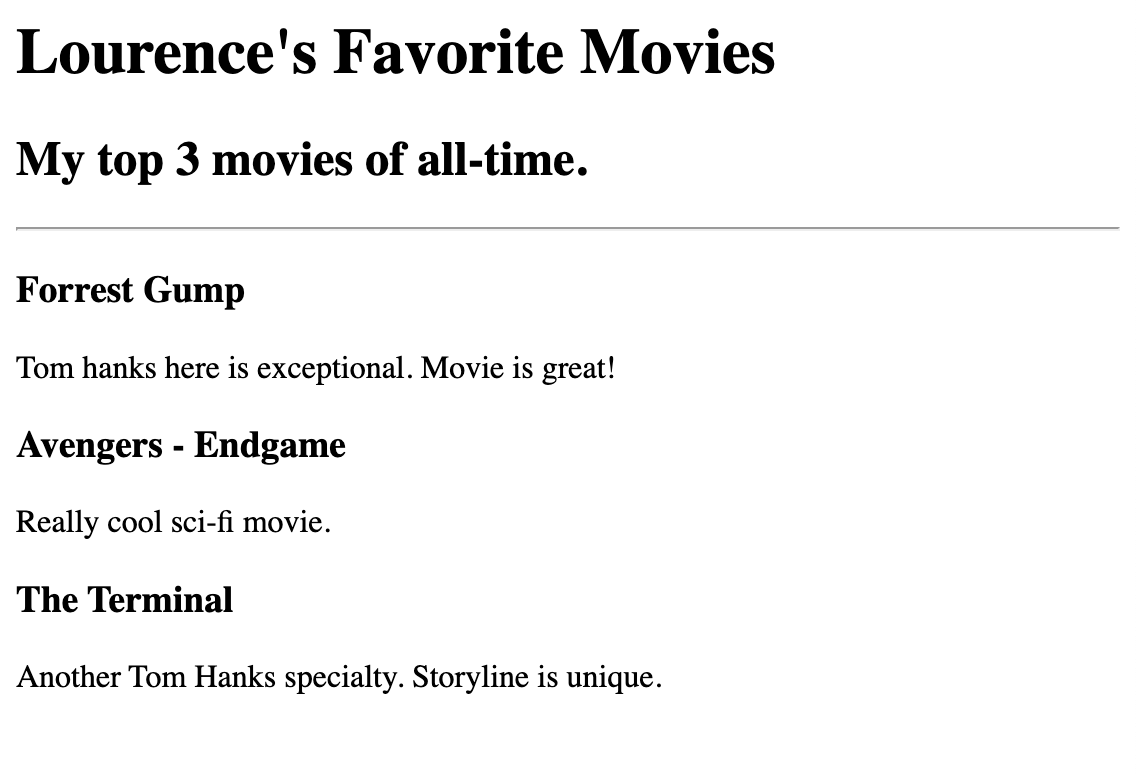 Lourence's Favorite Movies
My top 3 movies of all-time.
Forrest Gump
Tom hanks here is exceptional. Movie is great!
Avengers - Endgame
Really cool sci-fi movie.
The Terminal
Another Tom Hanks specialty. Storyline is unique.